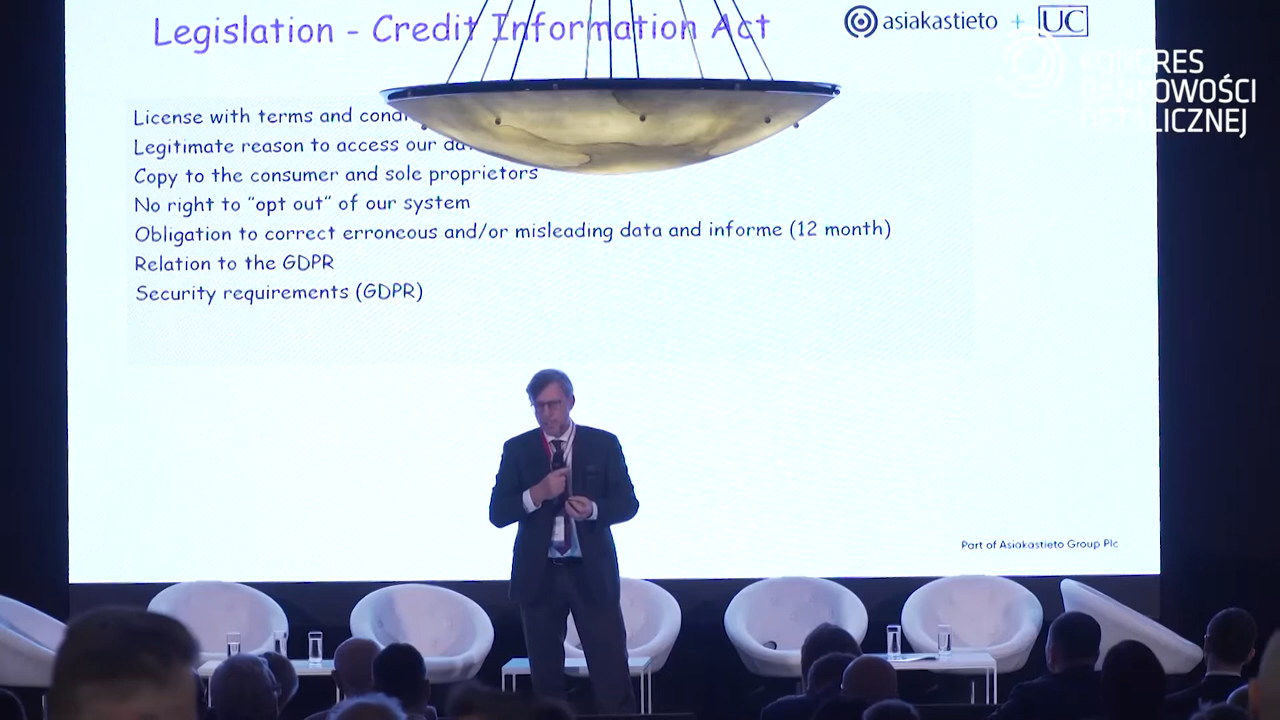 Legislation - Credit Information Act
asiakastieto + UC
License with terms and
Legitimate reason to access our
Copy to the consumer and sole proprietors
No right to “opt out” of our system
Obligation to correct erroneous and/or misleading data and informe (12 month)
Relation to the GDPR
Security requirements (GDPR)
Part of Asiakastieto Group Plc